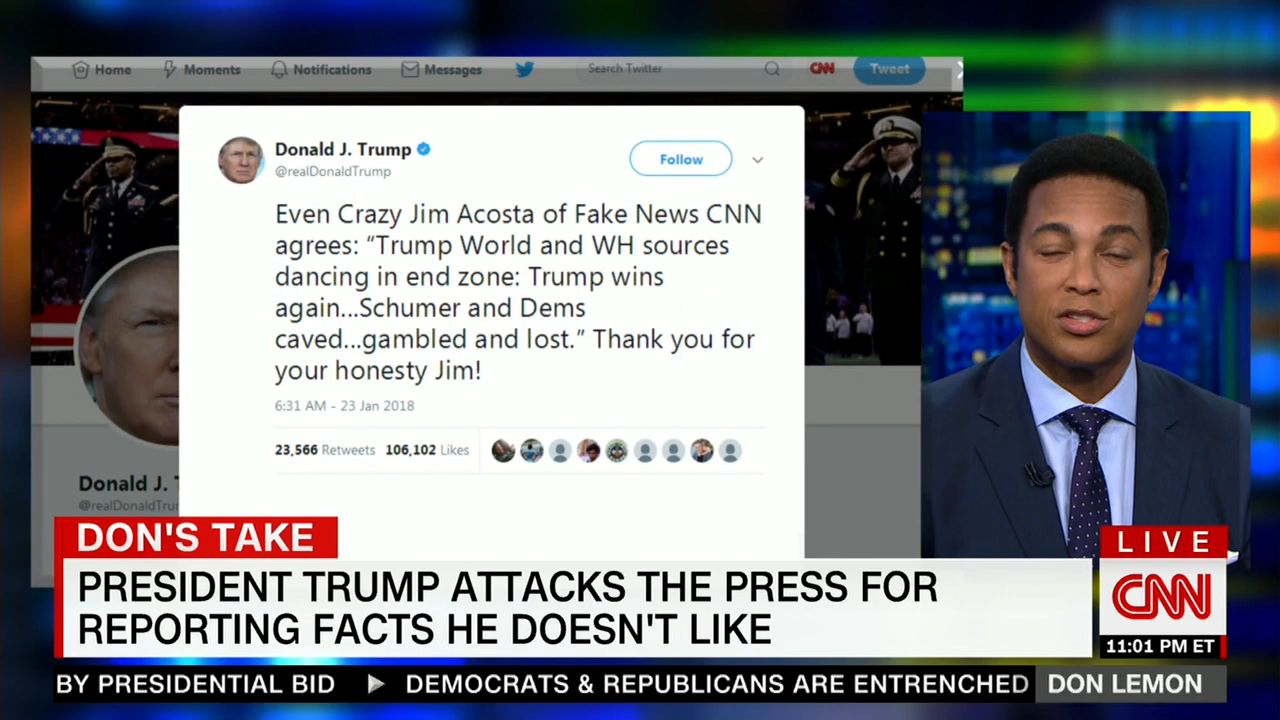 Home Moments Notifications Messages Search Twitter CNN Tweet
Donald J. Trump
@realDonaldTrump
Follow
Even Crazy Jim Acosta of Fake News CNN
agrees: “Trump World and WH sources
dancing in end zone: Trump wins
again...Schumer and Dems
caved...gambled and lost.” Thank you for
your honesty Jim!
6:31 AM - 23 Jan 2018
23,566 Retweets 106,102 Likes
Donald J. T
@realDonaldTrum
DON'S TAKE
PRESIDENT TRUMP ATTACKS THE PRESS FOR
REPORTING FACTS HE DOESN'T LIKE
LIVE
CNN
11:01 PM ET
BY PRESIDENTIAL BID ▶ DEMOCRATS & REPUBLICANS ARE ENTRENCHED
DON LEMON